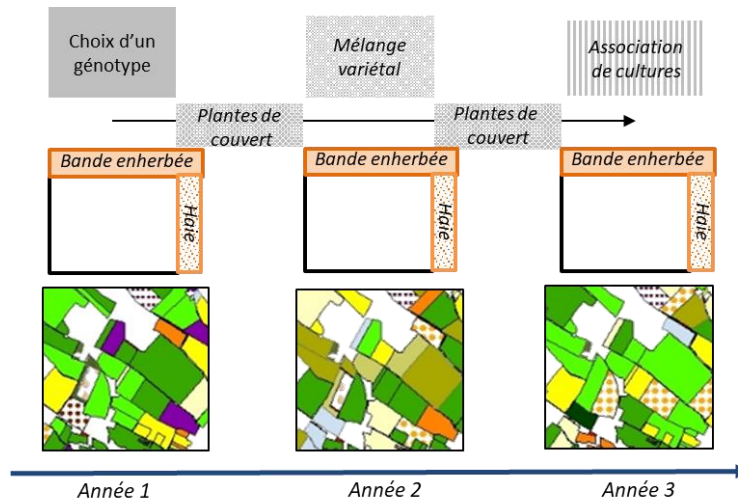 Choix d'un
génotype
Mélange
variétal
Association
de cultures
Plantes de
couvert
Plantes de
couvert
Bande enherbée
Haie
Bande enherbée
Haie
Bande enherbée
Haie
Année 1
Année 2
Année 3